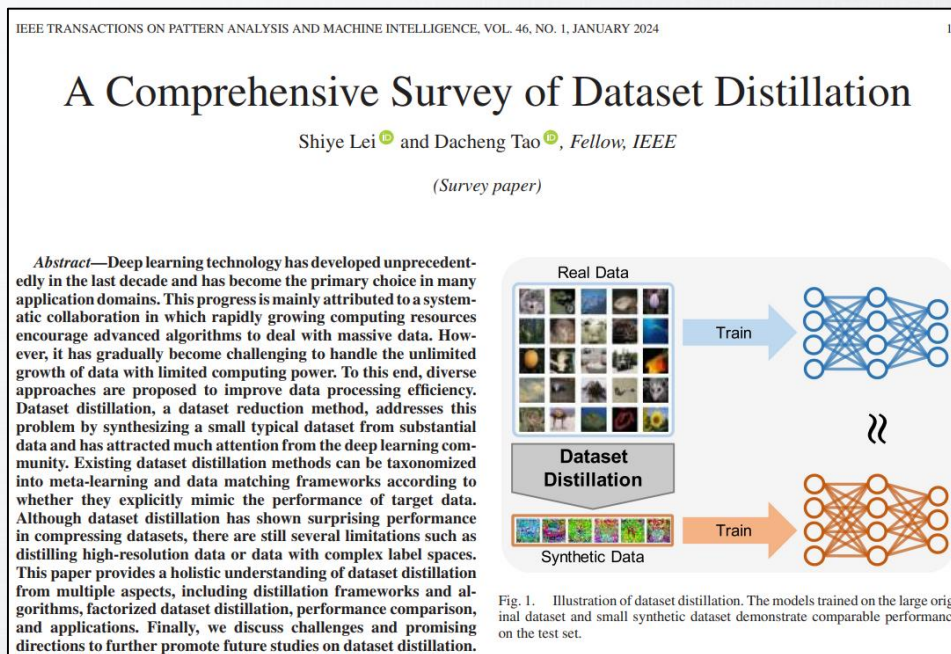 IEEE TRANSACTIONS ON PATTERN ANALYSIS AND MACHINE INTELLIGENCE, VOL. 46, NO. 1, JANUARY 2024 1
A Comprehensive Survey of Dataset Distillation
Shiye Lei and Dacheng Tao, Fellow, IEEE
(Survey paper)
Abstract—Deep learning technology has developed unprecedent-
edly in the last decade and has become the primary choice in many
application domains. This progress is mainly attributed to a system-
atic collaboration in which rapidly growing computing resources
encourage advanced algorithms to deal with massive data. How-
ever, it has gradually become challenging to handle the unlimited
growth of data with limited computing power. To this end, diverse
approaches are proposed to improve data processing efficiency.
Dataset distillation, a dataset reduction method, addresses this
problem by synthesizing a small typical dataset from substantial
data and has attracted much attention from the deep learning com-
munity. Existing dataset distillation methods can be taxonomized
into meta-learning and data matching frameworks according to
whether they explicitly mimic the performance of target data.
Although dataset distillation has shown surprising performance
in compressing datasets, there are still several limitations such as
distilling high-resolution data or data with complex label spaces.
This paper provides a holistic understanding of dataset distillation
from multiple aspects, including distillation frameworks and al-
gorithms, factorized dataset distillation, performance comparison,
and applications. Finally, we discuss challenges and promising
directions to further promote future studies on dataset distillation.
Real Data
Train
Dataset
Distillation
≈
Train
Synthetic Data
Fig. 1. Illustration of dataset distillation. The models trained on the large orig
inal dataset and small synthetic dataset demonstrate comparable performanc
on the test set.